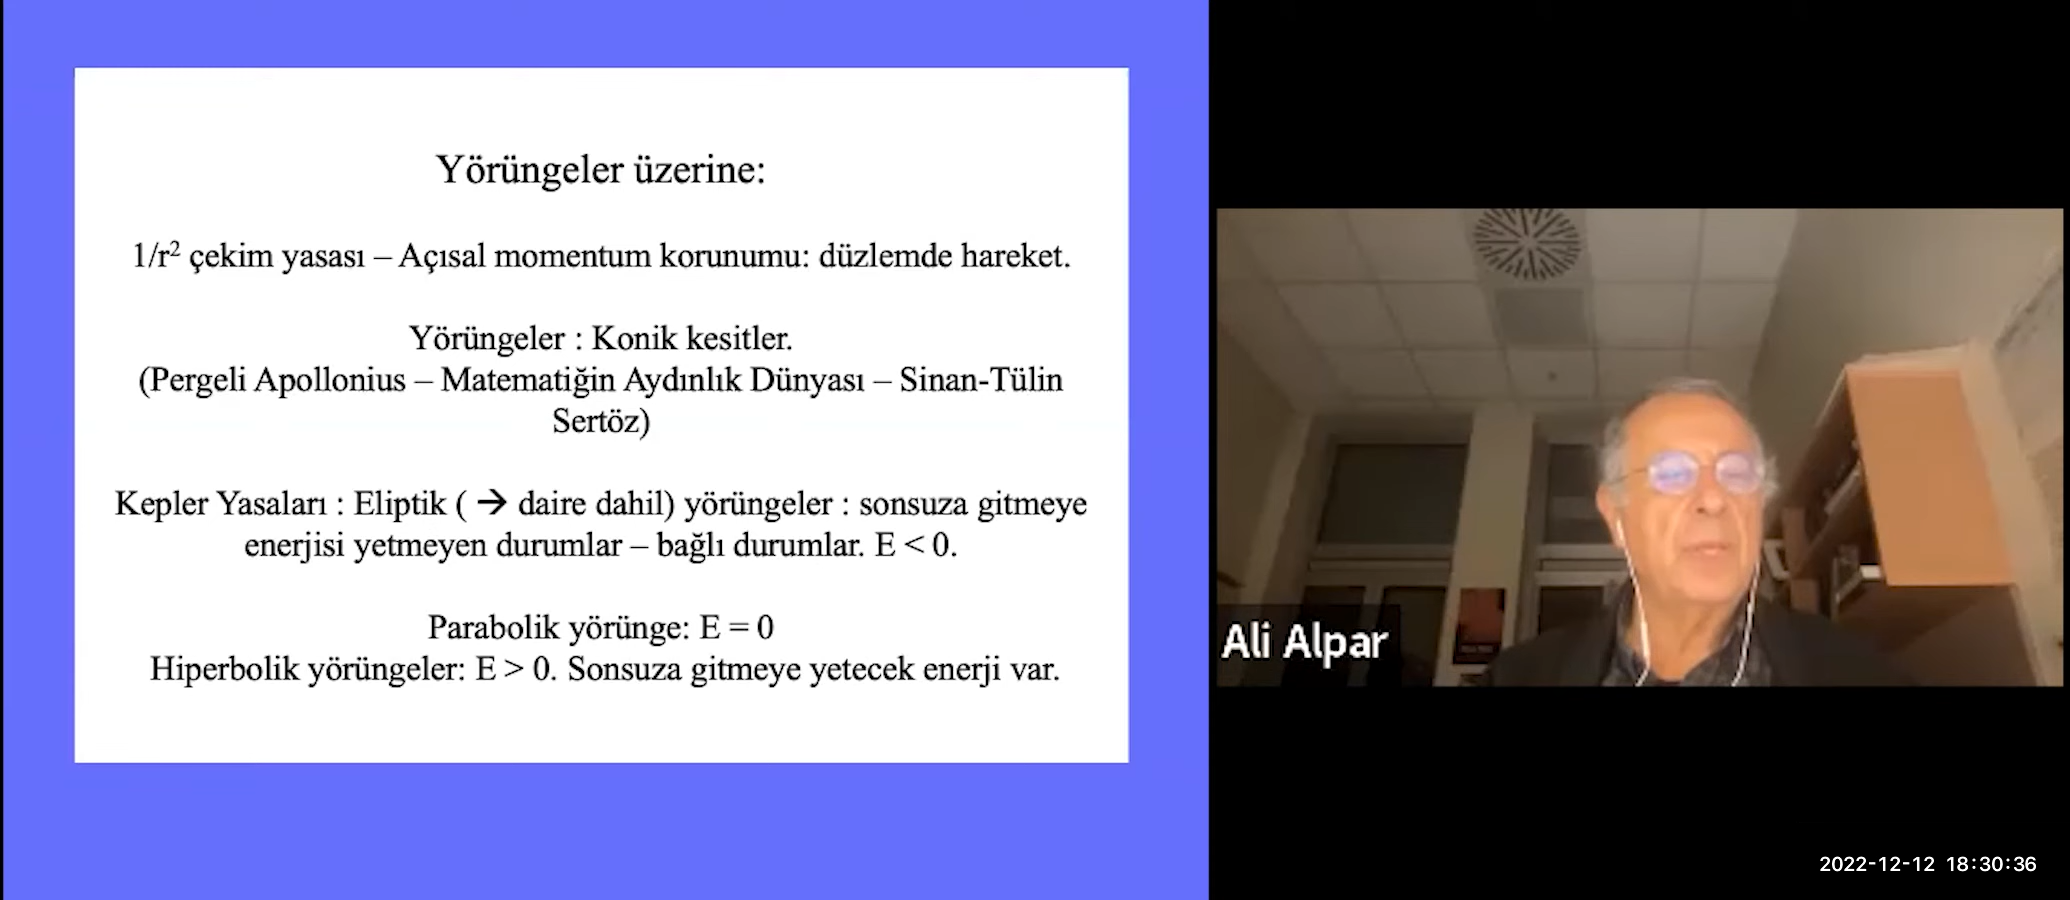 Yörüngeler üzerine:
1/r² çekim yasası – Açısal momentum korunumu: düzlemde hareket.
Yörüngeler : Konik kesitler.
(Pergeli Apollonius – Matematiğin Aydınlık Dünyası – Sinan-Tülin
Sertöz)
Kepler Yasaları : Eliptik ( → daire dahil) yörüngeler : sonsuza gitmeye
enerjisi yetmeyen durumlar – bağlı durumlar. E < 0.
Parabolik yörünge: E = 0
Hiperbolik yörüngeler: E > 0. Sonsuza gitmeye yetecek enerji var.
Ali Alpar
2022-12-12 18:30:36